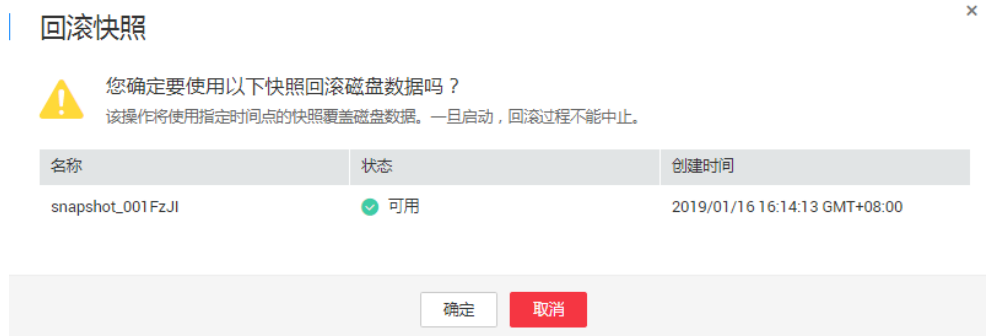 回滚快照
您确定要使用以下快照回滚磁盘数据吗？
该操作将使用指定时间点的快照覆盖磁盘数据。一旦启动，回滚过程不能中止。
名称 状态 创建时间
snapshot_001FzJI 可用 2019/01/16 16:14:13 GMT+08:00
确定 取消